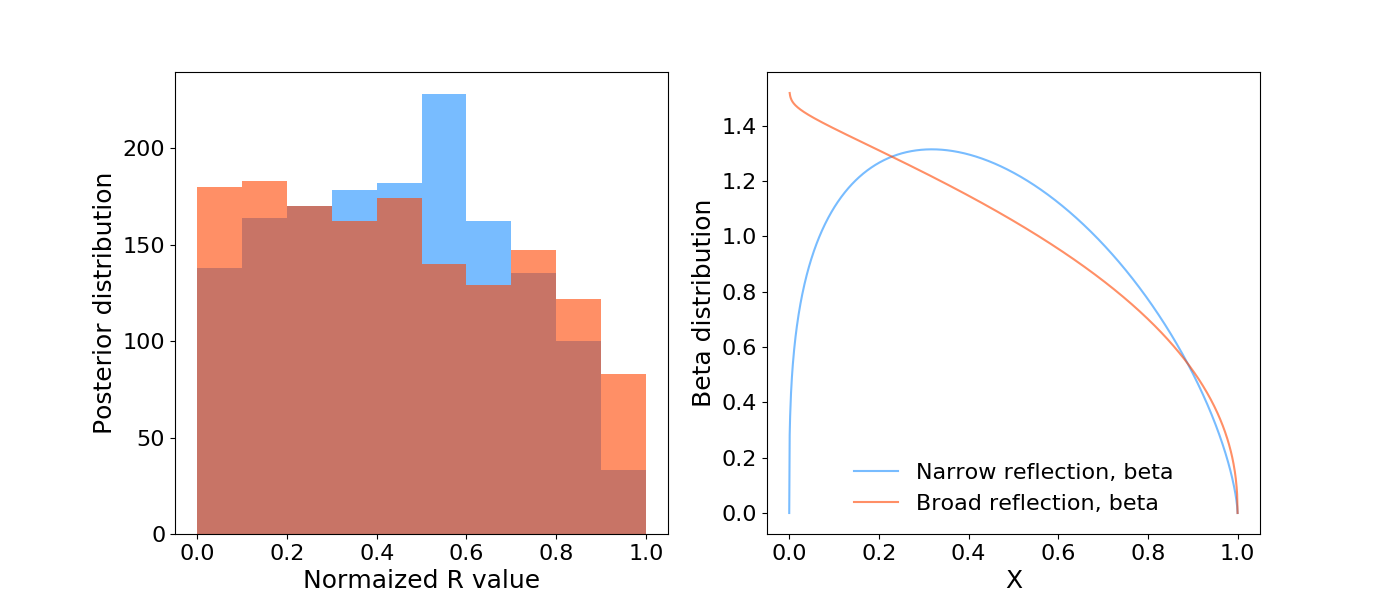 Posterior distribution
200
150
100
50
0
0.0 0.2 0.4 0.6 0.8 1.0
Normaized R value
Beta distribution
1.4
1.2
1.0
0.8
0.6
0.4
0.2
0.0
Narrow reflection, beta
Broad reflection, beta
0.0 0.2 0.4 0.6 0.8 1.0
X